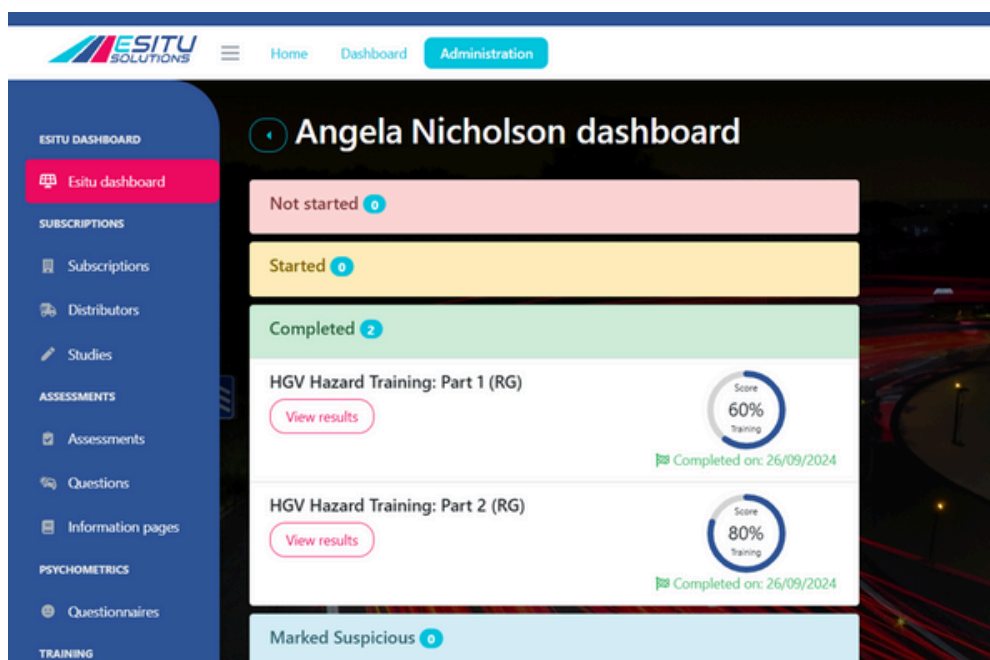 ESITU
SOLUTIONS
Home Dashboard Administration
ESITU DASHBOARD
Esitu dashboard
SUBSCRIPTIONS
Subscriptions
Distributors
Studies
ASSESSMENTS
Assessments
Questions
Information pages
PSYCHOMETRICS
Questionnaires
TRAINING
Angela Nicholson dashboard
Not started 0
Started 0
Completed 2
HGV Hazard Training: Part 1 (RG)
View results
Score
60%
Training
Completed on: 26/09/2024
HGV Hazard Training: Part 2 (RG)
View results
Score
80%
Training
Completed on: 26/09/2024
Marked Suspicious 0